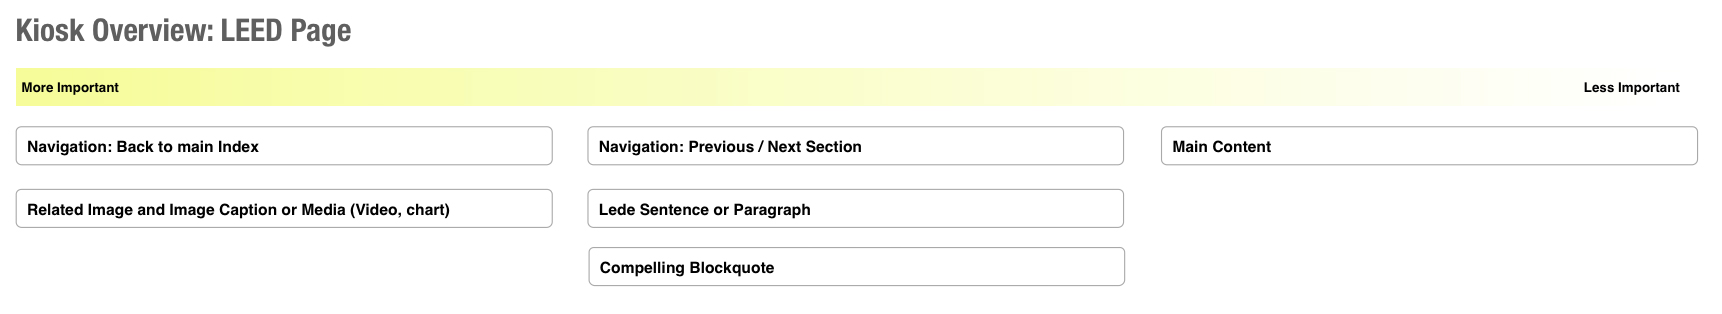 Kiosk Overview: LEED Page
More Important
Less Important
Navigation: Back to main Index
Navigation: Previous / Next Section
Main Content
Related Image and Image Caption or Media (Video, chart)
Lede Sentence or Paragraph
Compelling Blockquote